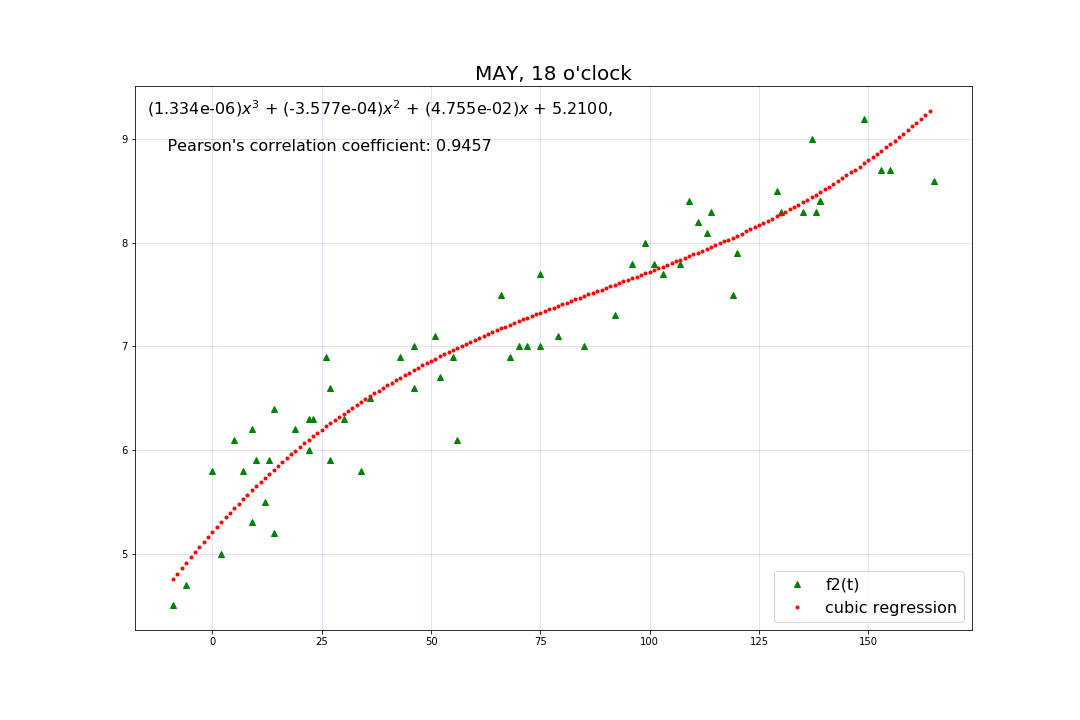 MAY, 18 o'clock
(1.334e-06)x³ + (-3.577e-04)x² + (4.755e-02)x + 5.2100,
Pearson's correlation coefficient: 0.9457
9
8
7
6
5
f2(t)
cubic regression
0 25 50 75 100 125 150